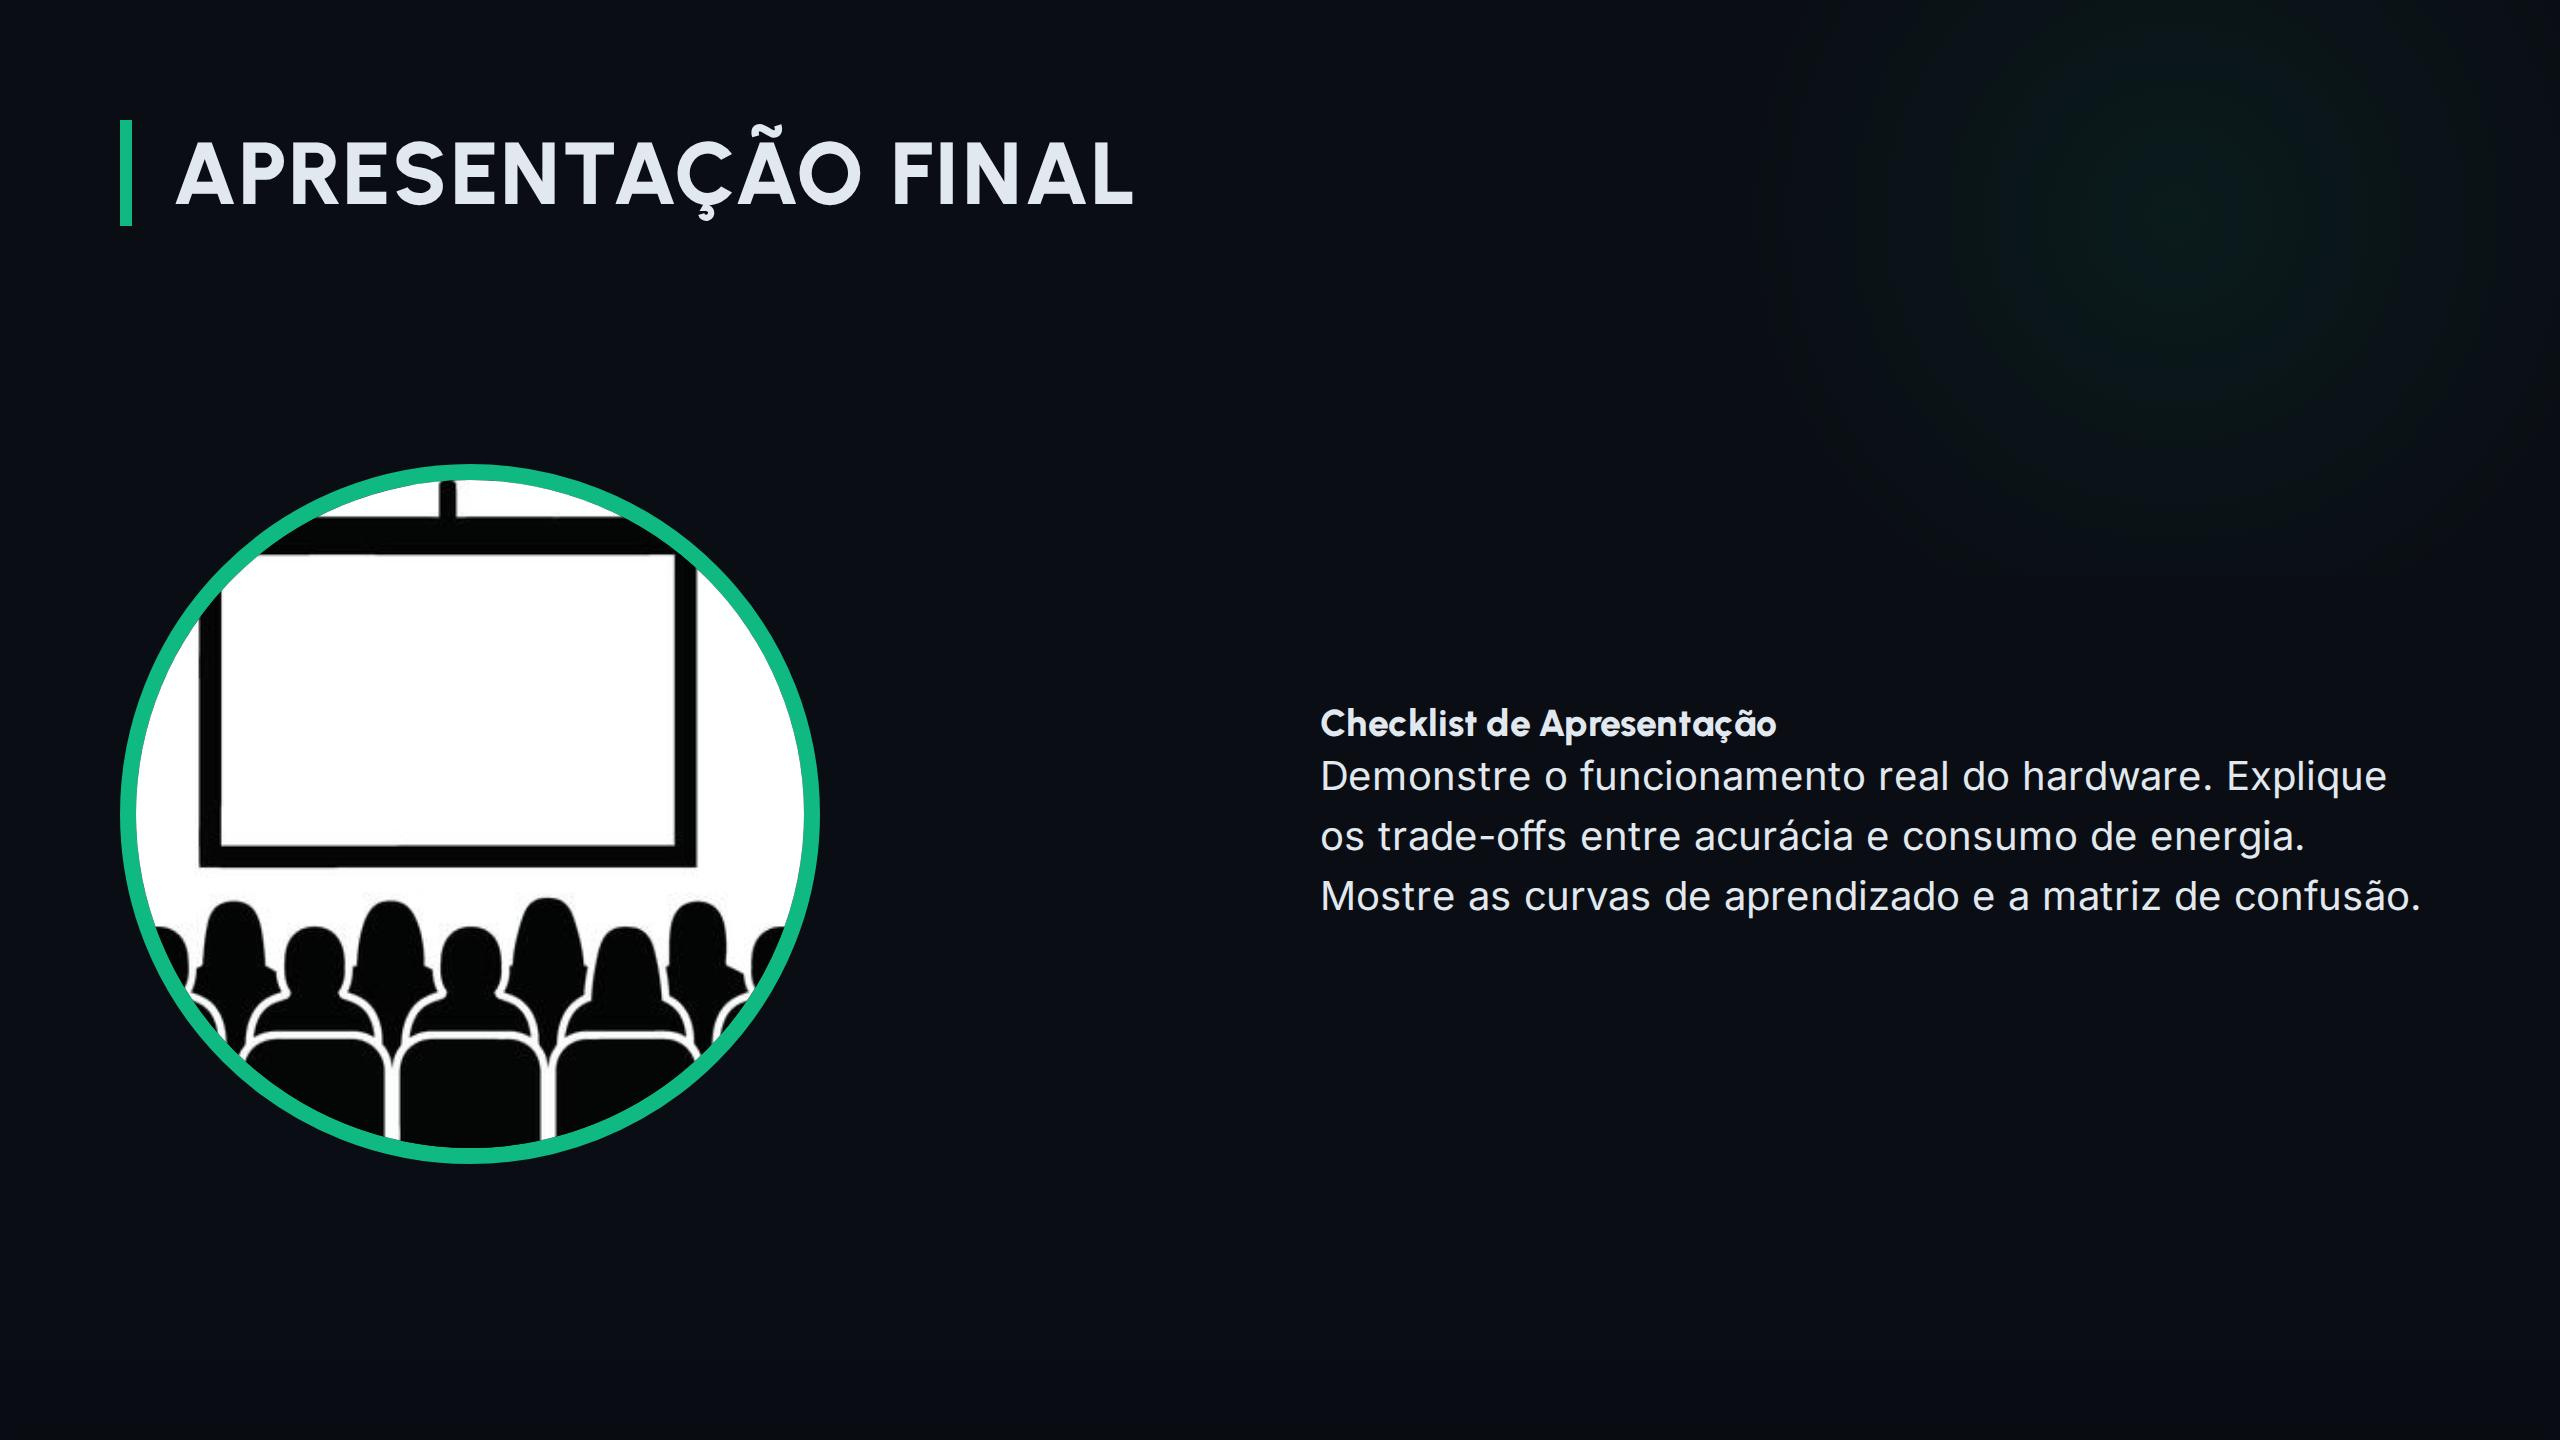 APRESENTAÇÃO FINAL
Checklist de Apresentação
Demonstre o funcionamento real do hardware. Explique
os trade-offs entre acurácia e consumo de energia.
Mostre as curvas de aprendizado e a matriz de confusão.